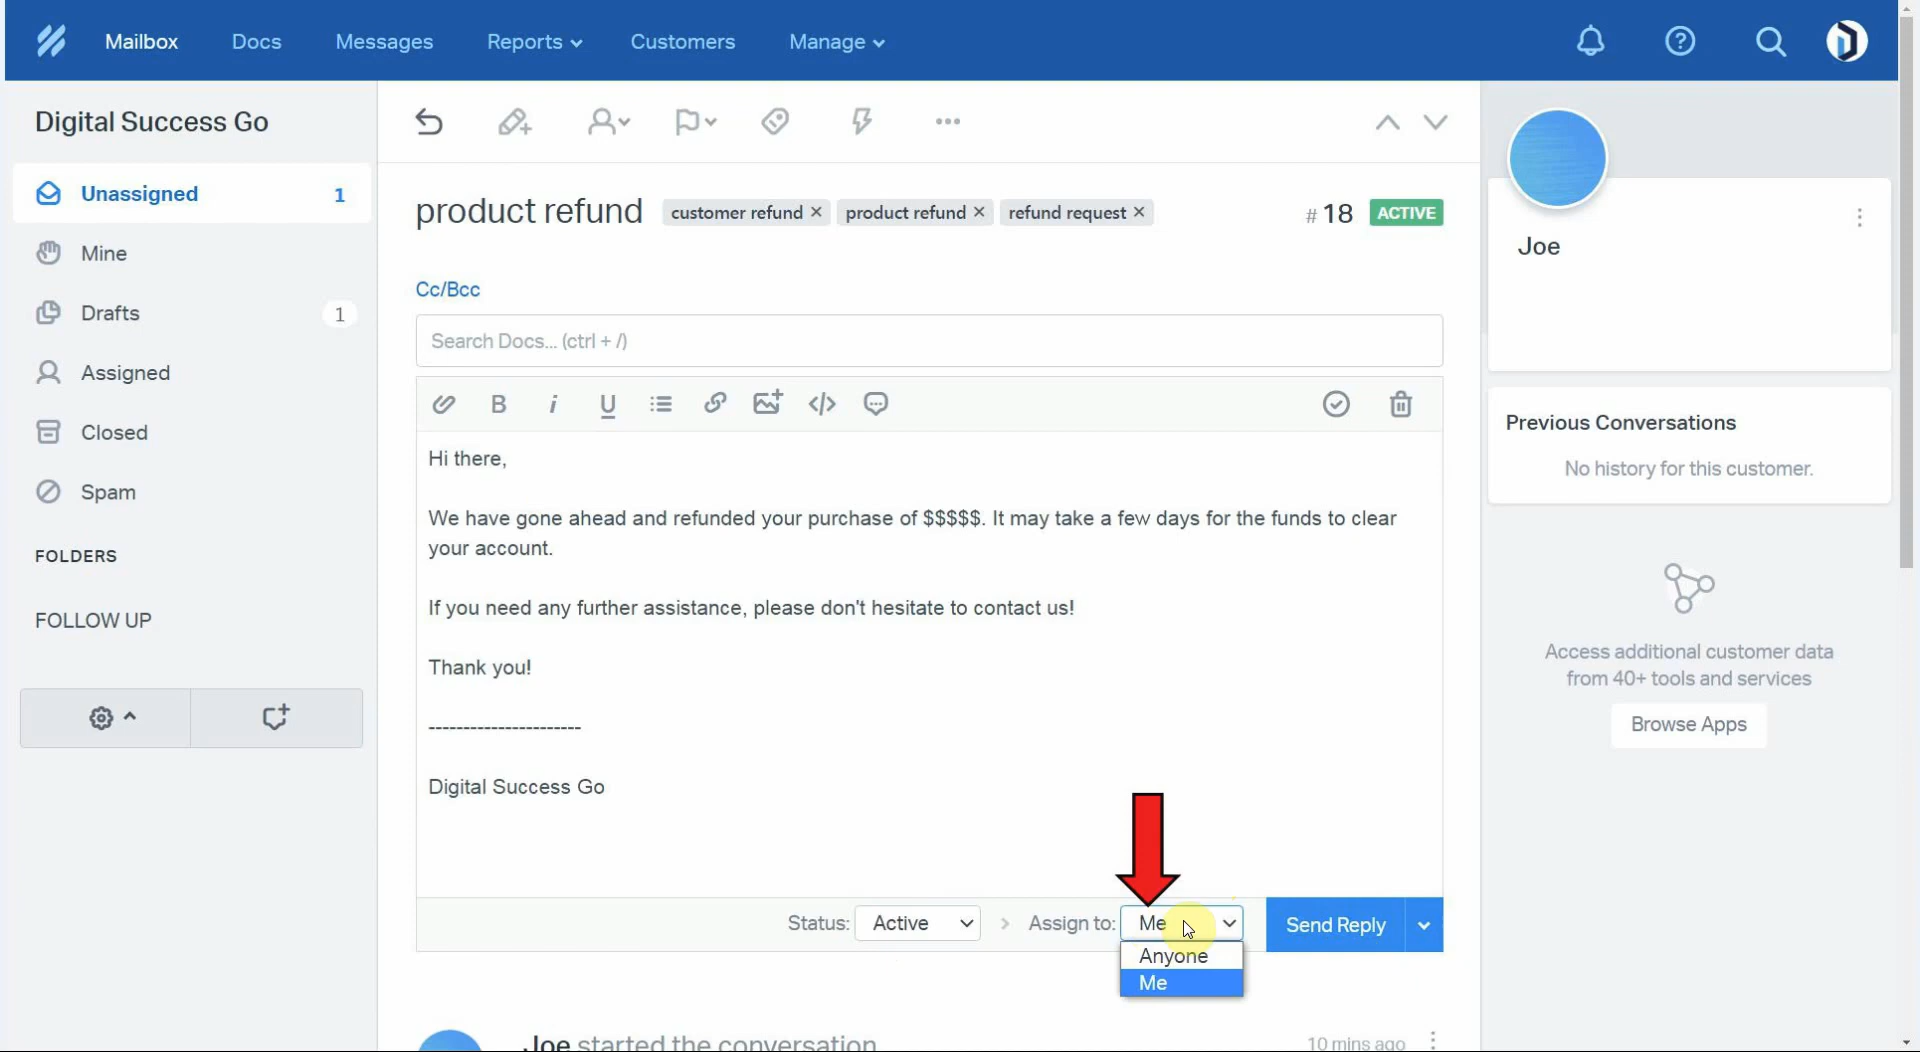 Mailbox Docs Messages Reports Customers Manage
Digital Success Go
Unassigned 1
Mine
Drafts 1
Assigned
Closed
Spam
FOLDERS
FOLLOW UP
product refund customer refund × product refund × refund request × # 18 ACTIVE
Cc/Bcc
Search Docs... (ctrl + /)
B i U </>
Hi there,
We have gone ahead and refunded your purchase of $$$$$. It may take a few days for the funds to clear
your account.
If you need any further assistance, please don't hesitate to contact us!
Thank you!
----------------------
Digital Success Go
Status: Active > Assign to: Me Send Reply
Anyone
Me
Joe started the conversation 10 mins ago
Joe
Previous Conversations
No history for this customer.
Access additional customer data
from 40+ tools and services
Browse Apps